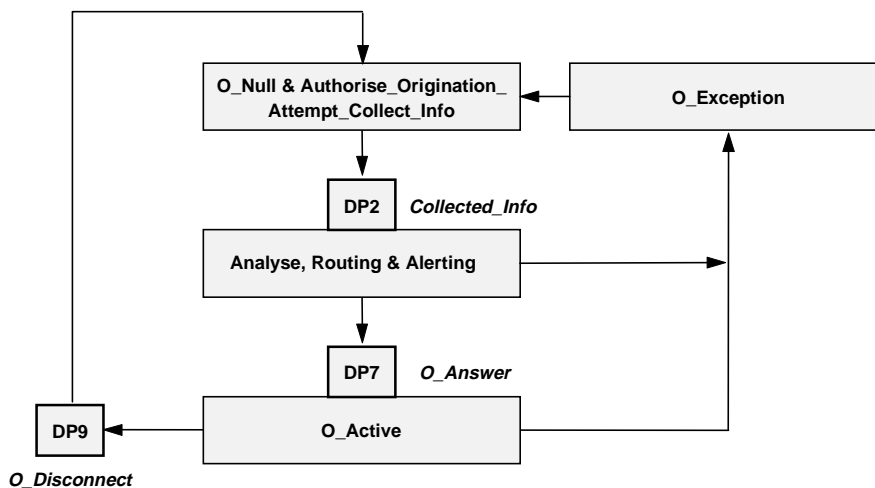 O_Null & Authorise_Origination_
Attempt_Collect_Info
O_Exception
DP2
Collected_Info
Analyse, Routing & Alerting
DP7
O_Answer
O_Active
DP9
O_Disconnect